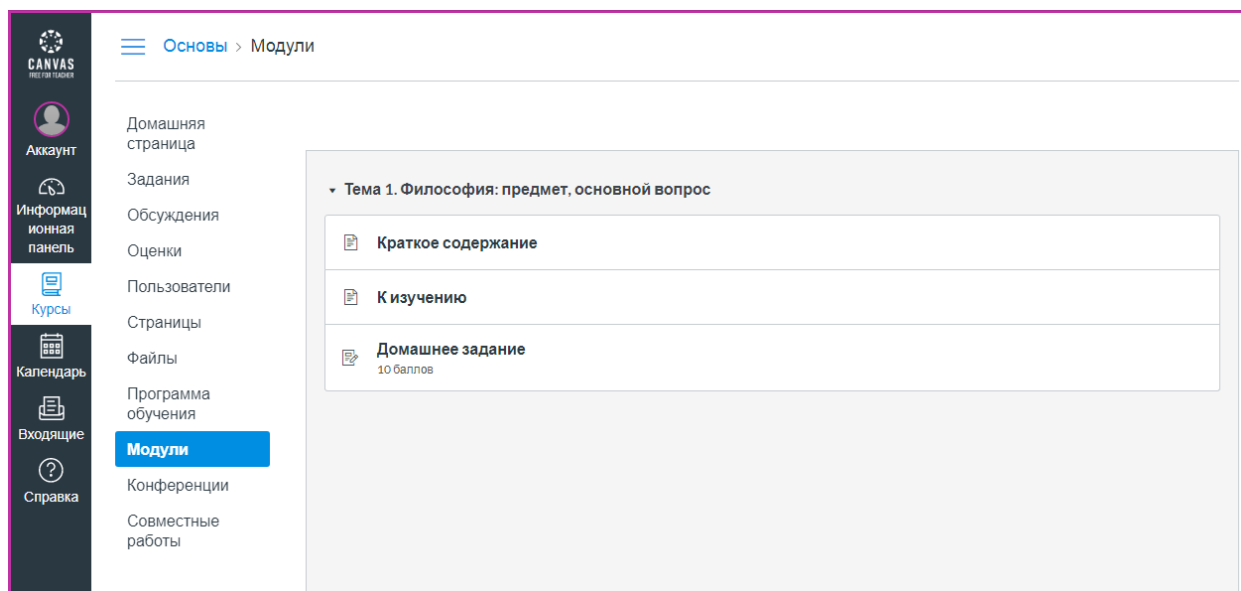 CANVAS
FREE FOR TEACHER
Аккаунт
Информац
ионная
панель
Курсы
Календарь
Входящие
Справка
Основы > Модули
Домашняя
страница
Задания
Обсуждения
Оценки
Пользователи
Страницы
Файлы
Программа
обучения
Модули
Конференции
Совместные
работы
Тема 1. Философия: предмет, основной вопрос
Краткое содержание
К изучению
Домашнее задание
10 баллов